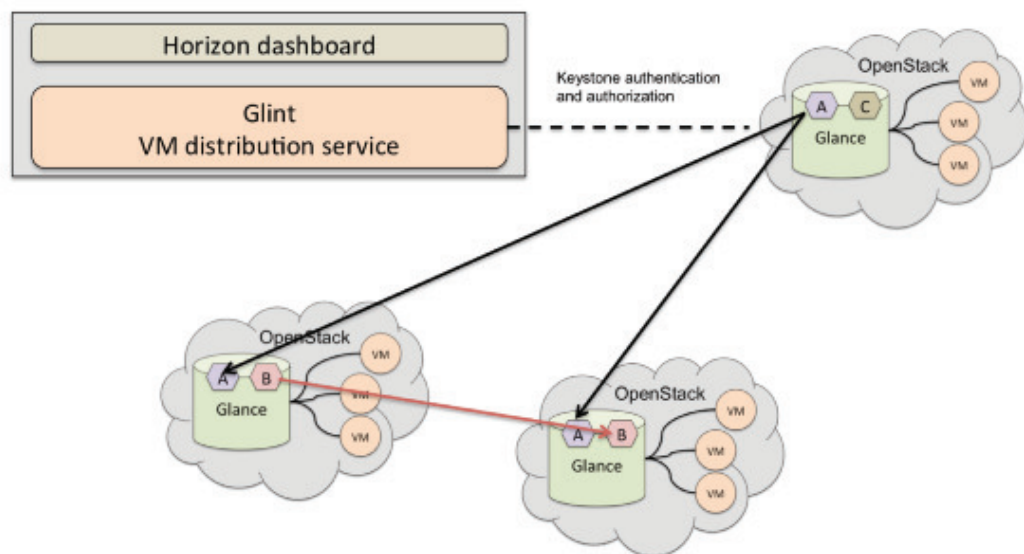 Horizon dashboard
Glint
VM distribution service
Keystone authentication
and authorization
OpenStack
A
C
Glance
VM
VM
VM
OpenStack
A
B
Glance
VM
VM
VM
OpenStack
A
B
Glance
VM
VM
VM